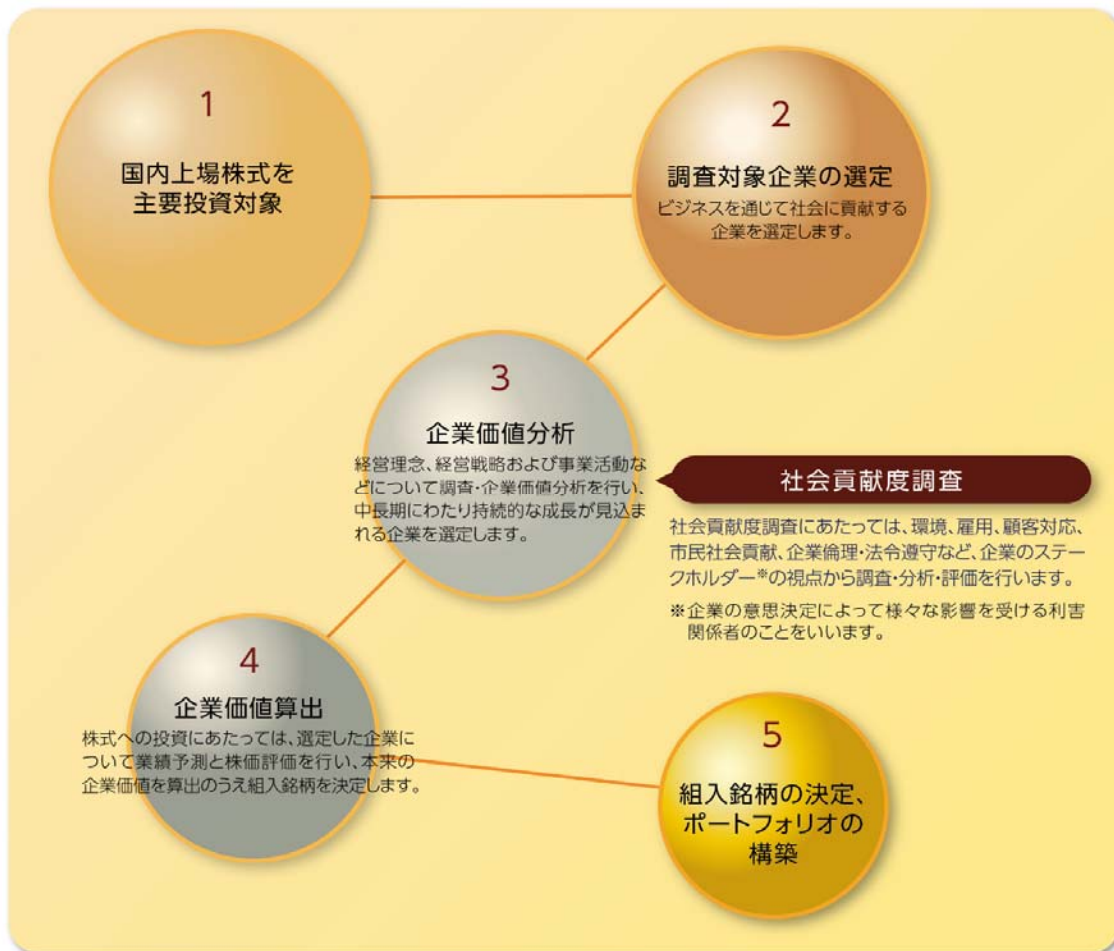 1
国内上場株式を
主要投資対象
2
調査対象企業の選定
ビジネスを通じて社会に貢献する
企業を選定します。
3
企業価値分析
経営理念、経営戦略および事業活動な
どについて調査・企業価値分析を行い、
中長期にわたり持続的な成長が見込ま
れる企業を選定します。
社会貢献度調査
社会貢献度調査にあたっては、環境、雇用、顧客対応、
市民社会貢献、企業倫理・法令遵守など、企業のステー
クホルダー※の視点から調査・分析・評価を行います。
※企業の意思決定によって様々な影響を受ける利害
関係者のことをいいます。
4
企業価値算出
株式への投資にあたっては、選定した企業に
ついて業績予測と株価評価を行い、本来の
企業価値を算出のうえ組入銘柄を決定します。
5
組入銘柄の決定、
ポートフォリオの
構築